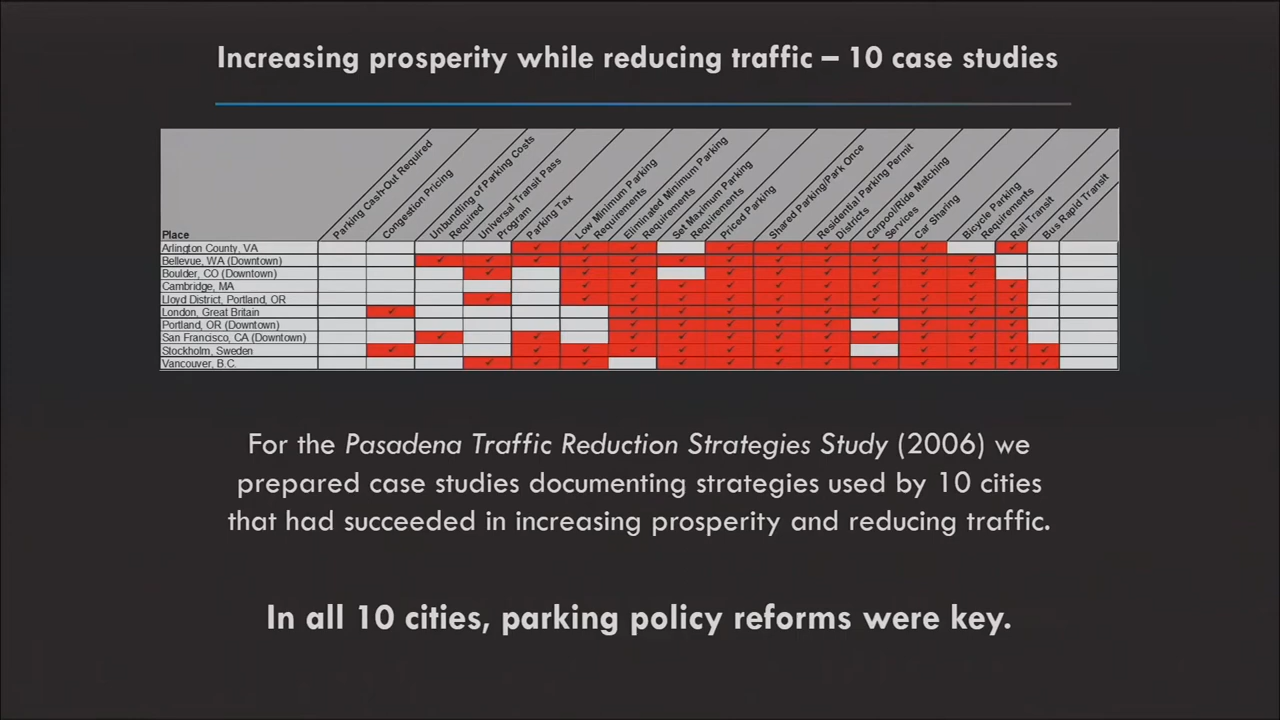 Increasing prosperity while reducing traffic – 10 case studies
Parking Cash-Out Required
Congestion Pricing
Unbundling of Parking Costs
Required
Universal Transit Pass
Program
Parking Tax
Low Minimum Parking
Requirements
Eliminated Minimum Parking
Requirements
Set Maximum Parking
Requirements
Priced Parking
Shared Parking/Park Once
Residential Parking Permit
Districts
Carpool/Ride Matching
Services
Car Sharing
Bicycle Parking
Requirements
Rail Transit
Bus Rapid Transit
Place
Arlington County, VA
Bellevue, WA (Downtown)
Boulder, CO (Downtown)
Cambridge, MA
Lloyd District, Portland, OR
London, Great Britain
Portland, OR (Downtown)
San Francisco, CA (Downtown)
Stockholm, Sweden
Vancouver, B.C.
For the Pasadena Traffic Reduction Strategies Study (2006) we
prepared case studies documenting strategies used by 10 cities
that had succeeded in increasing prosperity and reducing traffic.
In all 10 cities, parking policy reforms were key.